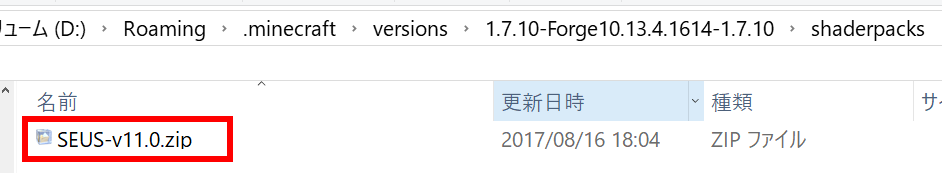 リューム (D:) › Roaming › .minecraft › versions › 1.7.10-Forge10.13.4.1614-1.7.10 › shaderpacks
名前 更新日時 種類
SEUS-v11.0.zip 2017/08/16 18:04 ZIP ファイル